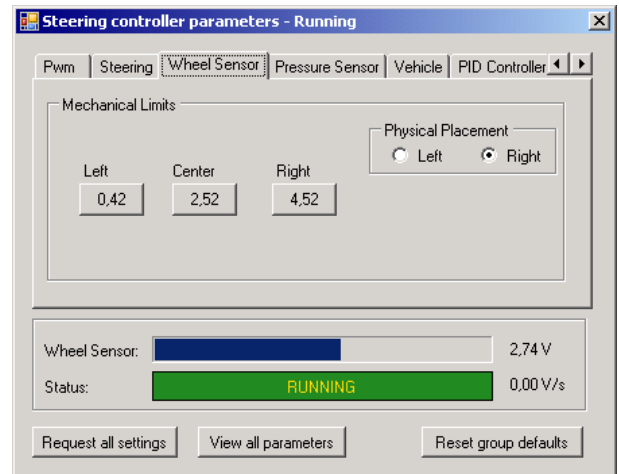 Steering controller parameters - Running
Pwm Steering Wheel Sensor Pressure Sensor Vehicle PID Controller
Mechanical Limits
Physical Placement
Left Right
Left Center Right
0,42 2,52 4,52
Wheel Sensor: 2,74 V
Status: RUNNING 0,00 V/s
Request all settings View all parameters Reset group defaults